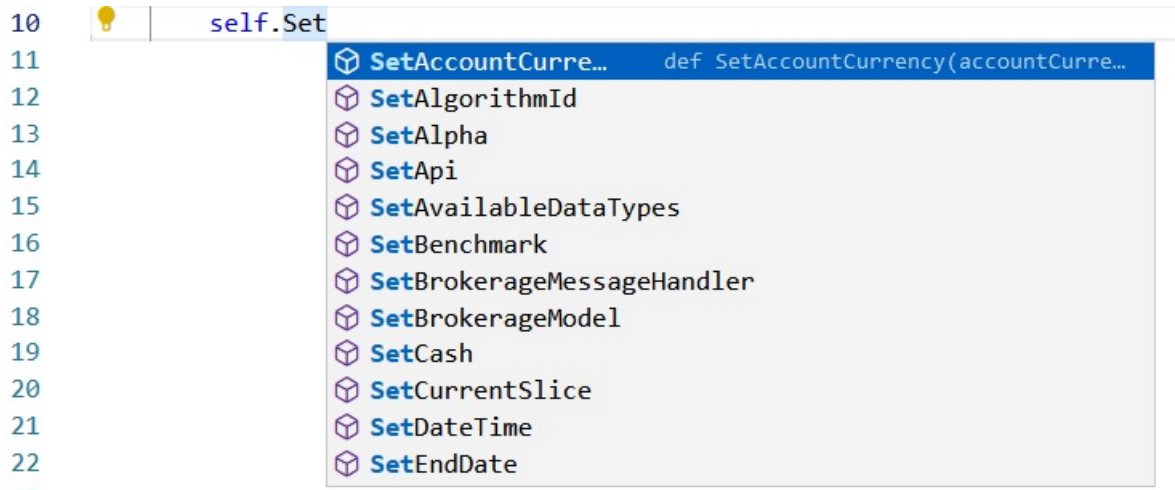 10 self.Set
11 SetAccountCurre… def SetAccountCurrency(accountCurre…
12 SetAlgorithmId
13 SetAlpha
14 SetApi
15 SetAvailableDataTypes
16 SetBenchmark
17 SetBrokerageMessageHandler
18 SetBrokerageModel
19 SetCash
20 SetCurrentSlice
21 SetDateTime
22 SetEndDate